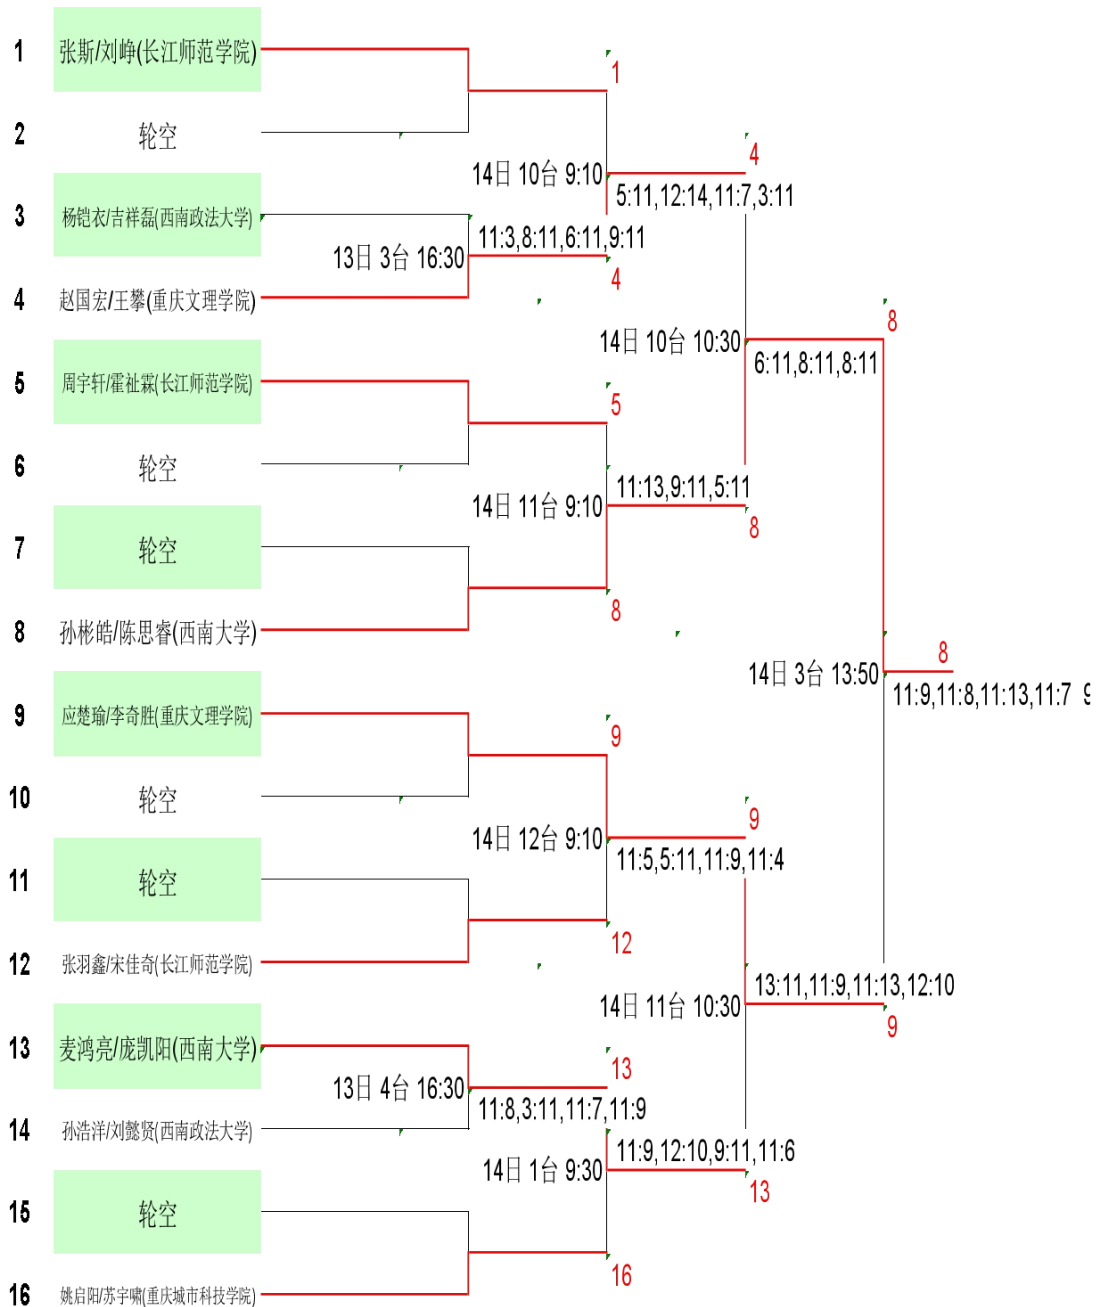 1 张斯/刘峥(长江师范学院)
1
2 轮空
4
14日 10台 9:10
5:11,12:14,11:7,3:11
3 杨铠衣/吉祥磊(西南政法大学)
11:3,8:11,6:11,9:11
13日 3台 16:30
4
4 赵国宏/王攀(重庆文理学院)
8
14日 10台 10:30
6:11,8:11,8:11
5 周宇轩/霍祉霖(长江师范学院)
5
6 轮空
11:13,9:11,5:11
14日 11台 9:10
8
7 轮空
8
8 孙彬皓/陈思睿(西南大学)
8
14日 3台 13:50
11:9,11:8,11:13,11:7 9
9 应楚瑜/李奇胜(重庆文理学院)
9
10 轮空
9
14日 12台 9:10
11:5,5:11,11:9,11:4
11 轮空
12
12 张羽鑫/宋佳奇(长江师范学院)
13:11,11:9,11:13,12:10
14日 11台 10:30
9
13 麦鸿亮/庞凯阳(西南大学)
13
13日 4台 16:30
11:8,3:11,11:7,11:9
14 孙浩洋/刘懿贤(西南政法大学)
11:9,12:10,9:11,11:6
14日 1台 9:30
13
15 轮空
16
16 姚启阳/苏宇啸(重庆城市科技学院)